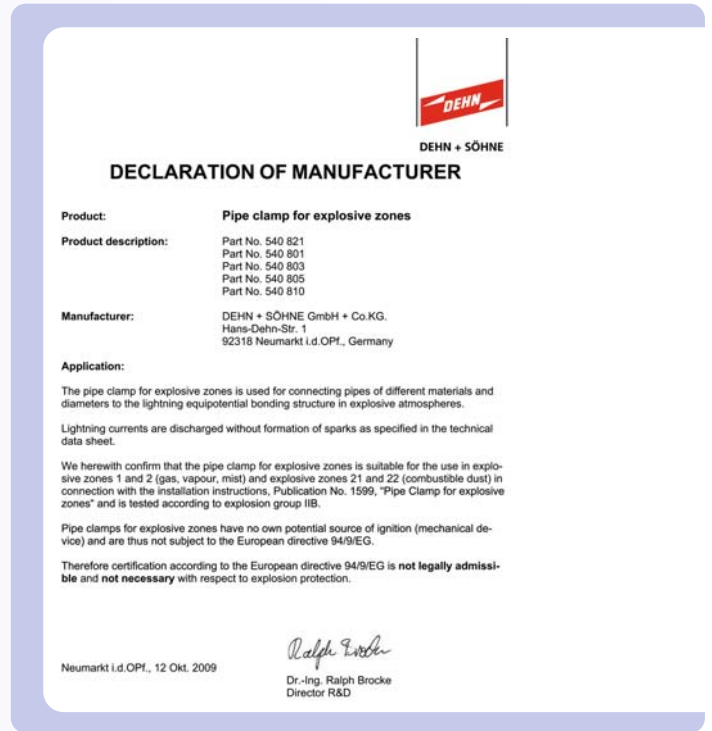 DEHN
DEHN + SÖHNE
DECLARATION OF MANUFACTURER
Product: Pipe clamp for explosive zones
Product description: Part No. 540 821
Part No. 540 801
Part No. 540 803
Part No. 540 805
Part No. 540 810
Manufacturer: DEHN + SÖHNE GmbH + Co.KG.
Hans-Dehn-Str. 1
92318 Neumarkt i.d.OPf., Germany
Application:
The pipe clamp for explosive zones is used for connecting pipes of different materials and
diameters to the lightning equipotential bonding structure in explosive atmospheres.
Lightning currents are discharged without formation of sparks as specified in the technical
data sheet.
We herewith confirm that the pipe clamp for explosive zones is suitable for the use in explo-
sive zones 1 and 2 (gas, vapour, mist) and explosive zones 21 and 22 (combustible dust) in
connection with the installation instructions, Publication No. 1599, "Pipe Clamp for explosive
zones" and is tested according to explosion group IIB.
Pipe clamps for explosive zones have no own potential source of ignition (mechanical de-
vice) and are thus not subject to the European directive 94/9/EG.
Therefore certification according to the European directive 94/9/EG is not legally admissi-
ble and not necessary with respect to explosion protection.
Ralph Brocke
Neumarkt i.d.OPf., 12 Okt. 2009
Dr.-Ing. Ralph Brocke
Director R&D